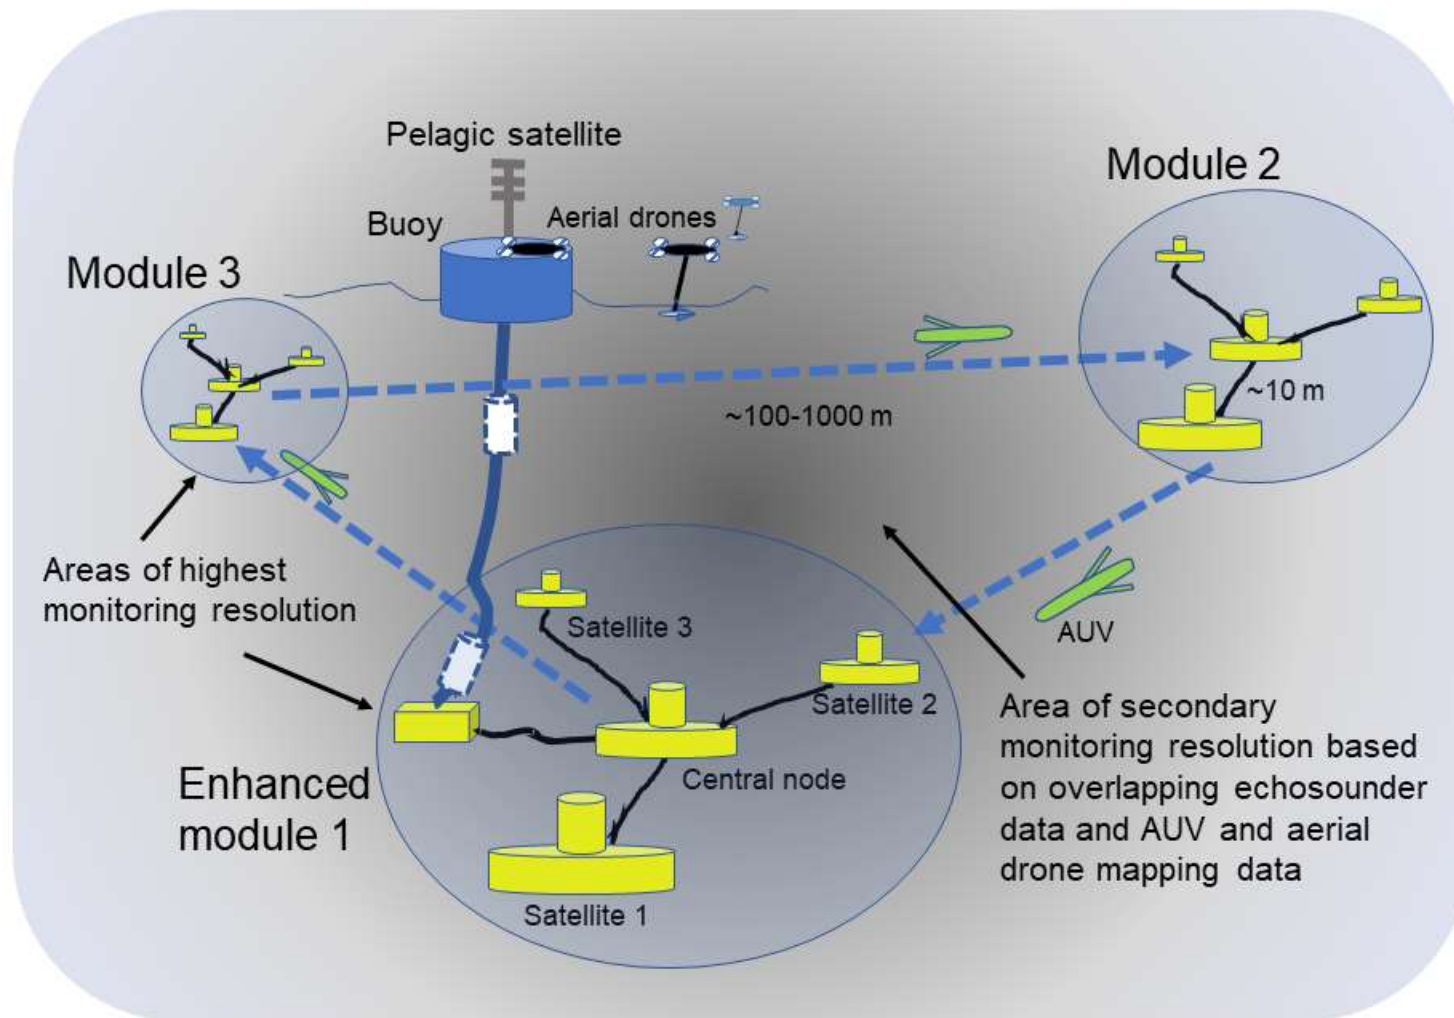 Pelagic satellite
Module 2
Buoy
Aerial drones
Module 3
~10 m
~100-1000 m
Areas of highest
monitoring resolution
Satellite 3
AUV
Satellite 2
Area of secondary
monitoring resolution based
on overlapping echosounder
data and AUV and aerial
drone mapping data
Central node
Enhanced
module 1
Satellite 1